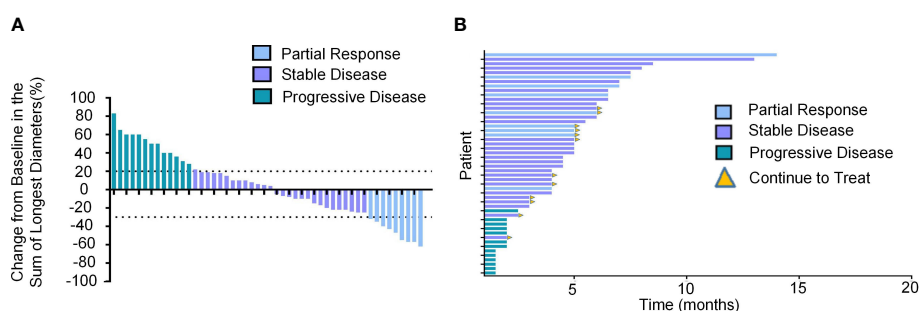 A
Partial Response
Stable Disease
Progressive Disease
Change from Baseline in the
Sum of Longest Diameters(%)
100
80
60
40
20
0
-20
-40
-60
-80
-100
B
Patient
Partial Response
Stable Disease
Progressive Disease
Continue to Treat
5
10
15
20
Time (months)